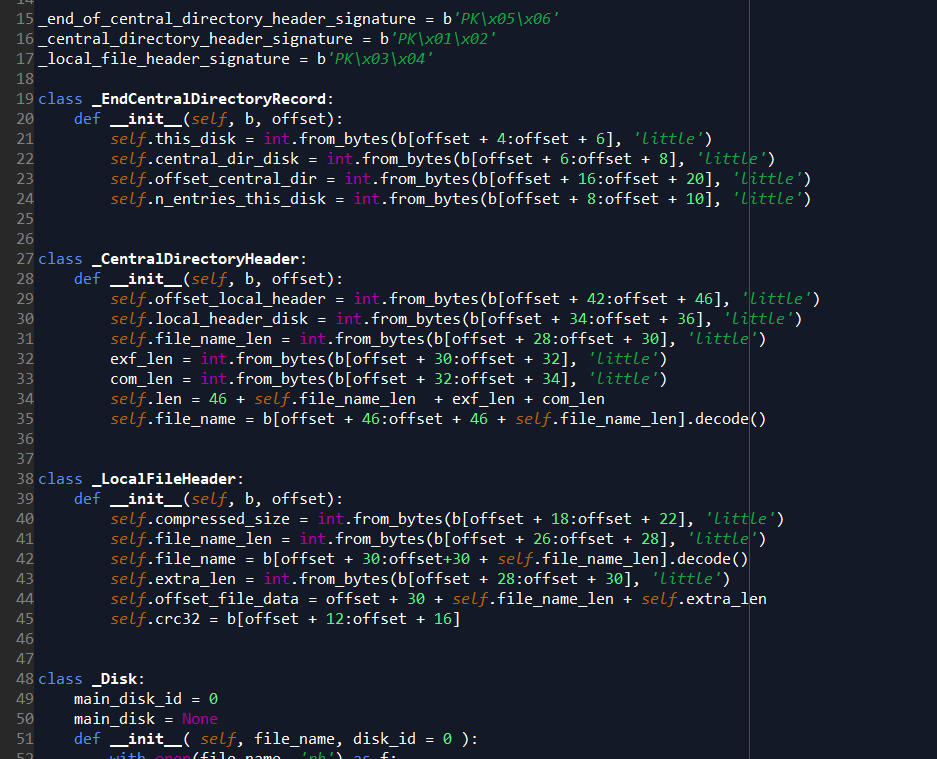 14
15 _end_of_central_directory_header_signature = b'PK\x05\x06'
16 _central_directory_header_signature = b'PK\x01\x02'
17 _local_file_header_signature = b'PK\x03\x04'
18
19 class _EndCentralDirectoryRecord:
20     def __init__(self, b, offset):
21         self.this_disk = int.from_bytes(b[offset + 4:offset + 6], 'little')
22         self.central_dir_disk = int.from_bytes(b[offset + 6:offset + 8], 'little')
23         self.offset_central_dir = int.from_bytes(b[offset + 16:offset + 20], 'little')
24         self.n_entries_this_disk = int.from_bytes(b[offset + 8:offset + 10], 'little')
25
26
27 class _CentralDirectoryHeader:
28     def __init__(self, b, offset):
29         self.offset_local_header = int.from_bytes(b[offset + 42:offset + 46], 'little')
30         self.local_header_disk = int.from_bytes(b[offset + 34:offset + 36], 'little')
31         self.file_name_len = int.from_bytes(b[offset + 28:offset + 30], 'little')
32         exf_len = int.from_bytes(b[offset + 30:offset + 32], 'little')
33         com_len = int.from_bytes(b[offset + 32:offset + 34], 'little')
34         self.len = 46 + self.file_name_len  + exf_len + com_len
35         self.file_name = b[offset + 46:offset + 46 + self.file_name_len].decode()
36
37
38 class _LocalFileHeader:
39     def __init__(self, b, offset):
40         self.compressed_size = int.from_bytes(b[offset + 18:offset + 22], 'little')
41         self.file_name_len = int.from_bytes(b[offset + 26:offset + 28], 'little')
42         self.file_name = b[offset + 30:offset+30 + self.file_name_len].decode()
43         self.extra_len = int.from_bytes(b[offset + 28:offset + 30], 'little')
44         self.offset_file_data = offset + 30 + self.file_name_len + self.extra_len
45         self.crc32 = b[offset + 12:offset + 16]
46
47
48 class _Disk:
49     main_disk_id = 0
50     main_disk = None
51     def __init__( self, file_name, disk_id = 0 ):
52         with open(file_name, 'rb') as f: